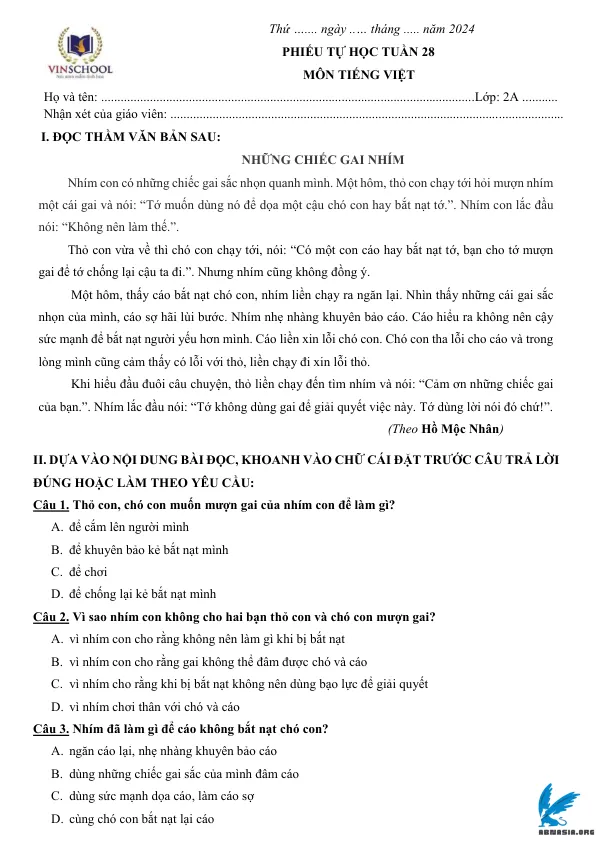 Thứ ....... ngày ..... tháng ..... năm 2024
VINSCHOOL
PHIẾU TỰ HỌC TUẦN 28
MÔN TIẾNG VIỆT
Họ và tên: ...................................................................................................................Lớp: 2A ...........
Nhận xét của giáo viên: .........................................................................................................................
I. ĐỌC THẦM VĂN BẢN SAU:
NHỮNG CHIẾC GAI NHÍM
Nhím con có những chiếc gai sắc nhọn quanh mình. Một hôm, thỏ con chạy tới hỏi mượn nhím
một cái gai và nói: “Tớ muốn dùng nó để dọa một cậu chó con hay bắt nạt tớ.”. Nhím con lắc đầu
nói: “Không nên làm thế.”.
Thỏ con vừa về thì chó con chạy tới, nói: “Có một con cáo hay bắt nạt tớ, bạn cho tớ mượn
gai để tớ chống lại cậu ta đi.”. Nhưng nhím cũng không đồng ý.
Một hôm, thấy cáo bắt nạt chó con, nhím liền chạy ra ngăn lại. Nhìn thấy những cái gai sắc
nhọn của mình, cáo sợ hãi lùi bước. Nhím nhẹ nhàng khuyên bảo cáo. Cáo hiểu ra không nên cậy
sức mạnh để bắt nạt người yếu hơn mình. Cáo liền xin lỗi chó con. Chó con tha lỗi cho cáo và trong
lòng mình cũng cảm thấy có lỗi với thỏ, liền chạy đi xin lỗi thỏ.
Khi hiểu đầu đuôi câu chuyện, thỏ liền chạy đến tìm nhím và nói: “Cảm ơn những chiếc gai
của bạn.”. Nhím lắc đầu nói: “Tớ không dùng gai để giải quyết việc này. Tớ dùng lời nói đó chứ!”.
(Theo Hồ Mộc Nhân)
II. DỰA VÀO NỘI DUNG BÀI ĐỌC, KHOANH VÀO CHỮ CÁI ĐẶT TRƯỚC CÂU TRẢ LỜI
ĐÚNG HOẶC LÀM THEO YÊU CẦU:
Câu 1. Thỏ con, chó con muốn mượn gai của nhím con để làm gì?
A. để cắm lên người mình
B. để khuyên bảo kẻ bắt nạt mình
C. để chơi
D. để chống lại kẻ bắt nạt mình
Câu 2. Vì sao nhím con không cho hai bạn thỏ con và chó con mượn gai?
A. vì nhím con cho rằng không nên làm gì khi bị bắt nạt
B. vì nhím con cho rằng gai không thể đâm được chó và cáo
C. vì nhím cho rằng khi bị bắt nạt không nên dùng bạo lực để giải quyết
D. vì nhím chơi thân với chó và cáo
Câu 3. Nhím đã làm gì để cáo không bắt nạt chó con?
A. ngăn cáo lại, nhẹ nhàng khuyên bảo cáo
B. dùng những chiếc gai sắc của mình đâm cáo
C. dùng sức mạnh dọa cáo, làm cáo sợ
D. cùng chó con bắt nạt lại cáo
ABNASIA.ORG